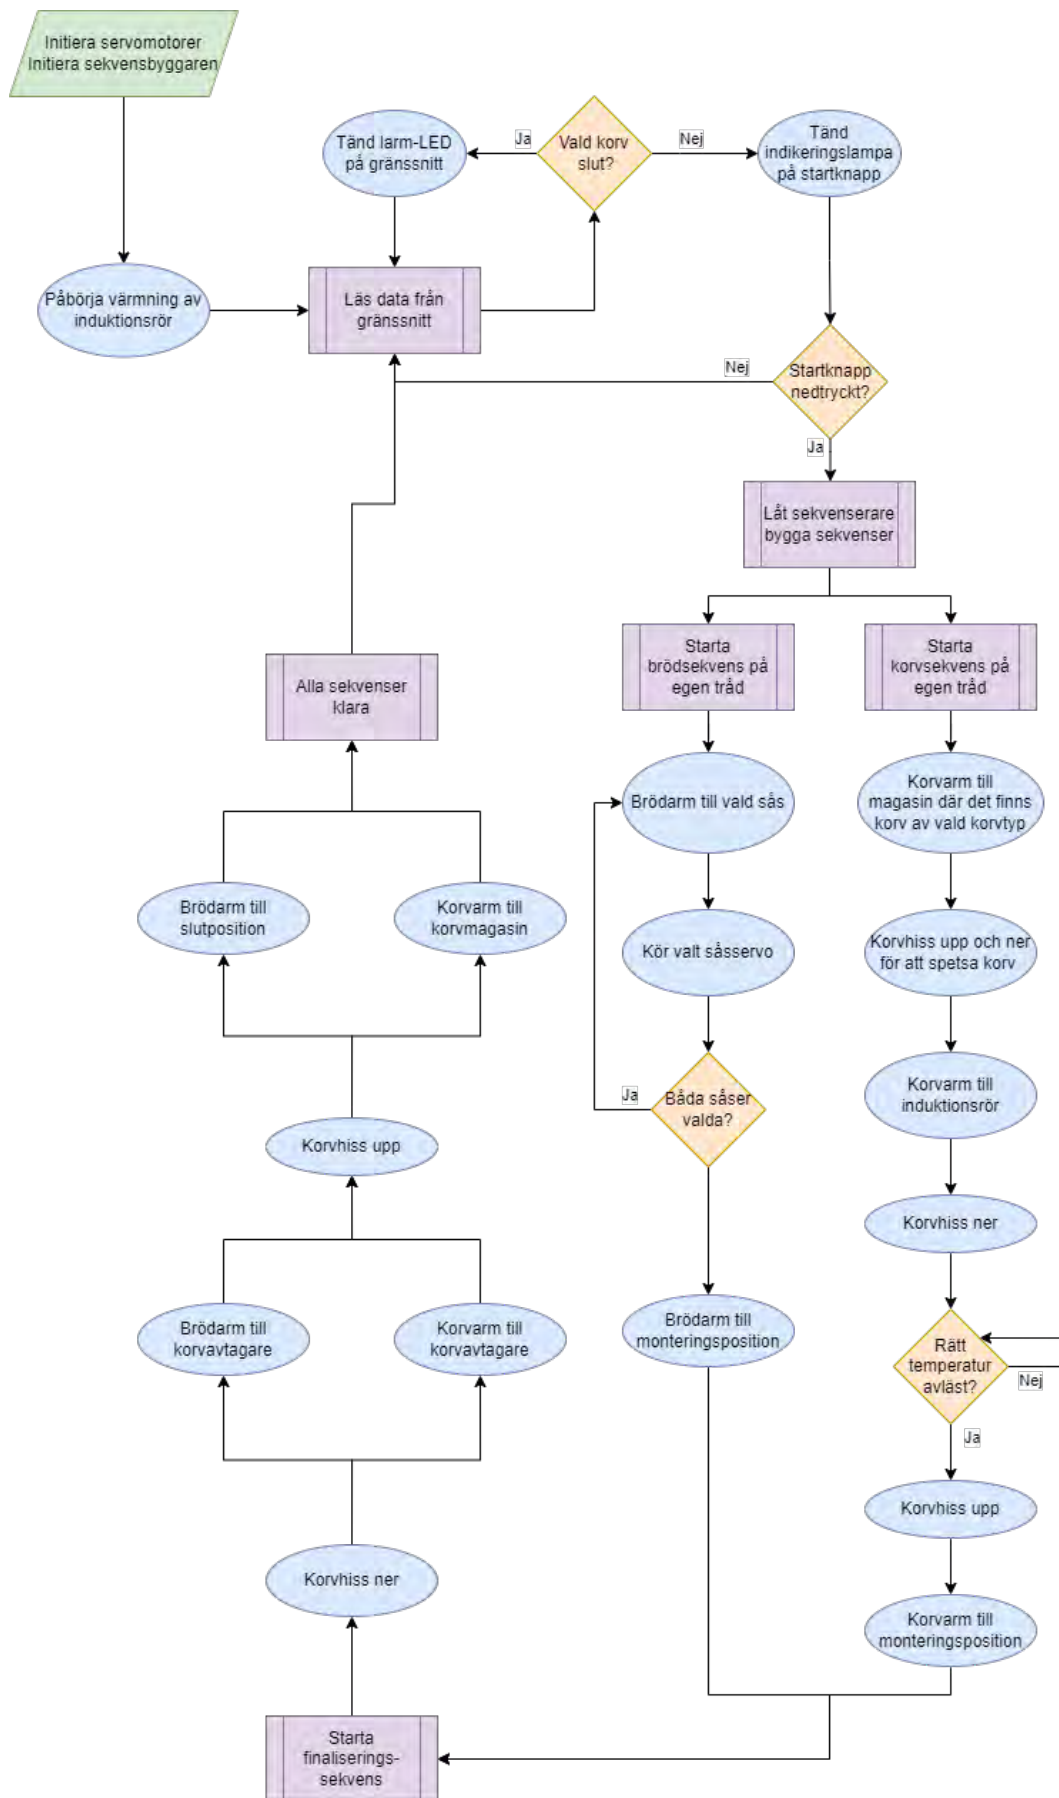 Initiera servomotorer
Initiera sekvensbyggaren
Tänd larm-LED
på gränssnitt
Ja
Vald korv
slut?
Nej
Tänd
indikeringslampa
på startknapp
Påbörja värmning av
induktionsrör
Läs data från
gränssnitt
Nej
Startknapp
nedtryckt?
Ja
Låt sekvenserare
bygga sekvenser
Starta
brödsekvens på
egen tråd
Starta
korvsekvens på
egen tråd
Alla sekvenser
klara
Brödarm till vald sås
Korvarm till
magasin där det finns
korv av vald korvtyp
Brödarm till
slutposition
Korvarm till
korvmagasin
Kör valt såsservo
Korvhiss upp och ner
för att spetsa korv
Ja
Båda såser
valda?
Korvarm till
induktionsrör
Korvhiss upp
Korvhiss ner
Brödarm till
korvavtagare
Korvarm till
korvavtagare
Brödarm till
monteringsposition
Rätt
temperatur
avläst?
Nej
Ja
Korvhiss upp
Korvhiss ner
Korvarm till
monteringsposition
Starta
finaliserings-
sekvens